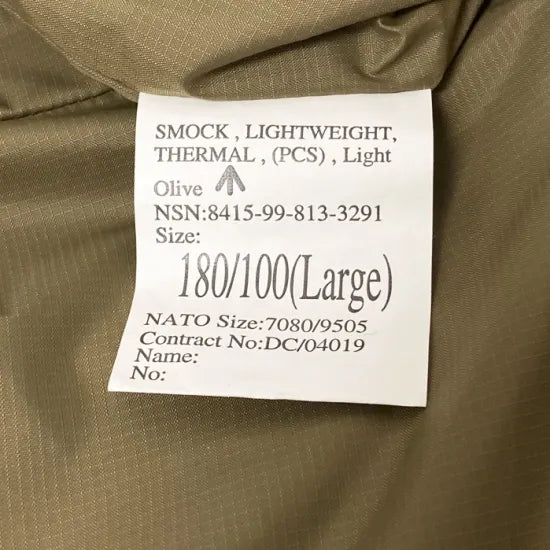 SMOCK , LIGHTWEIGHT,
THERMAL , (PCS) , Light
Olive
NSN:8415-99-813-3291
Size:
180/100(Large)
NATO Size:7080/9505
Contract No:DC/04019
Name:
No: